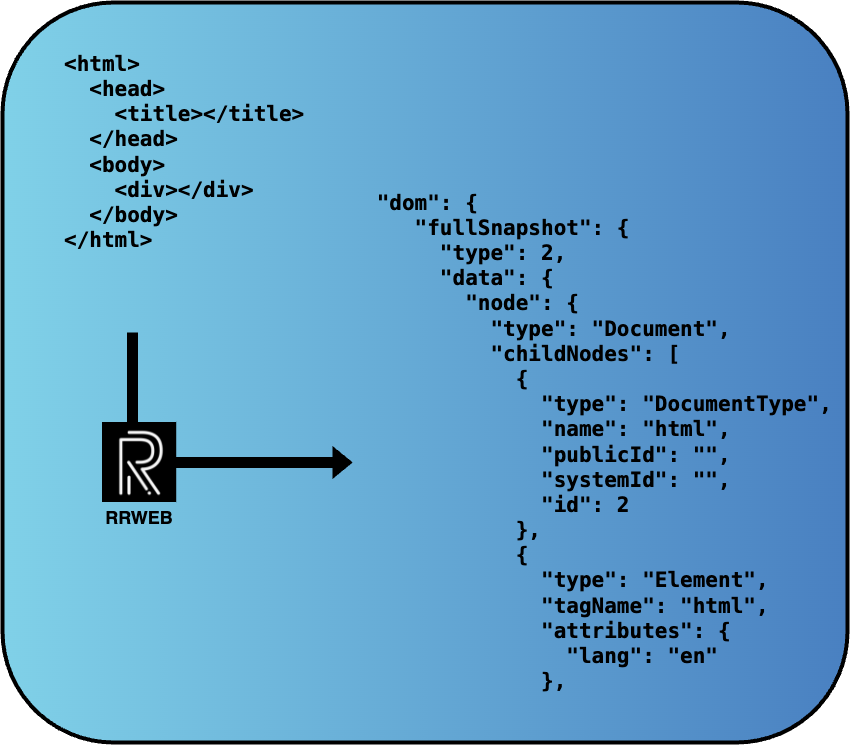 <html>
  <head>
    <title></title>
  </head>
  <body>
    <div></div>
  </body>
</html>
R
RRWEB
"dom": {
   "fullSnapshot": {
     "type": 2,
     "data": {
       "node": {
         "type": "Document",
         "childNodes": [
           {
             "type": "DocumentType",
             "name": "html",
             "publicId": "",
             "systemId": "",
             "id": 2
           },
           {
             "type": "Element",
             "tagName": "html",
             "attributes": {
               "lang": "en"
             },